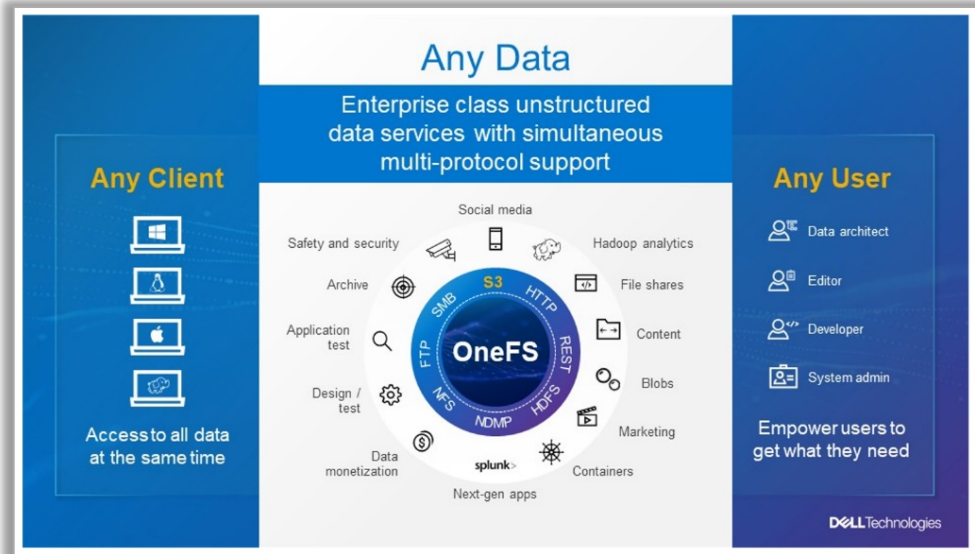 Any Data
Enterprise class unstructured
data services with simultaneous
multi-protocol support
Any Client
Access to all data
at the same time
Social media
Safety and security
Hadoop analytics
Archive
File shares
Application
test
Content
Design /
test
Blobs
Data
monetization
Marketing
splunk>
Next-gen apps
Containers
OneFS
S3
HTTP
REST
HDFS
NDMP
NFS
FTP
SMB
Any User
Data architect
Editor
Developer
System admin
Empower users to
get what they need
DELLTechnologies